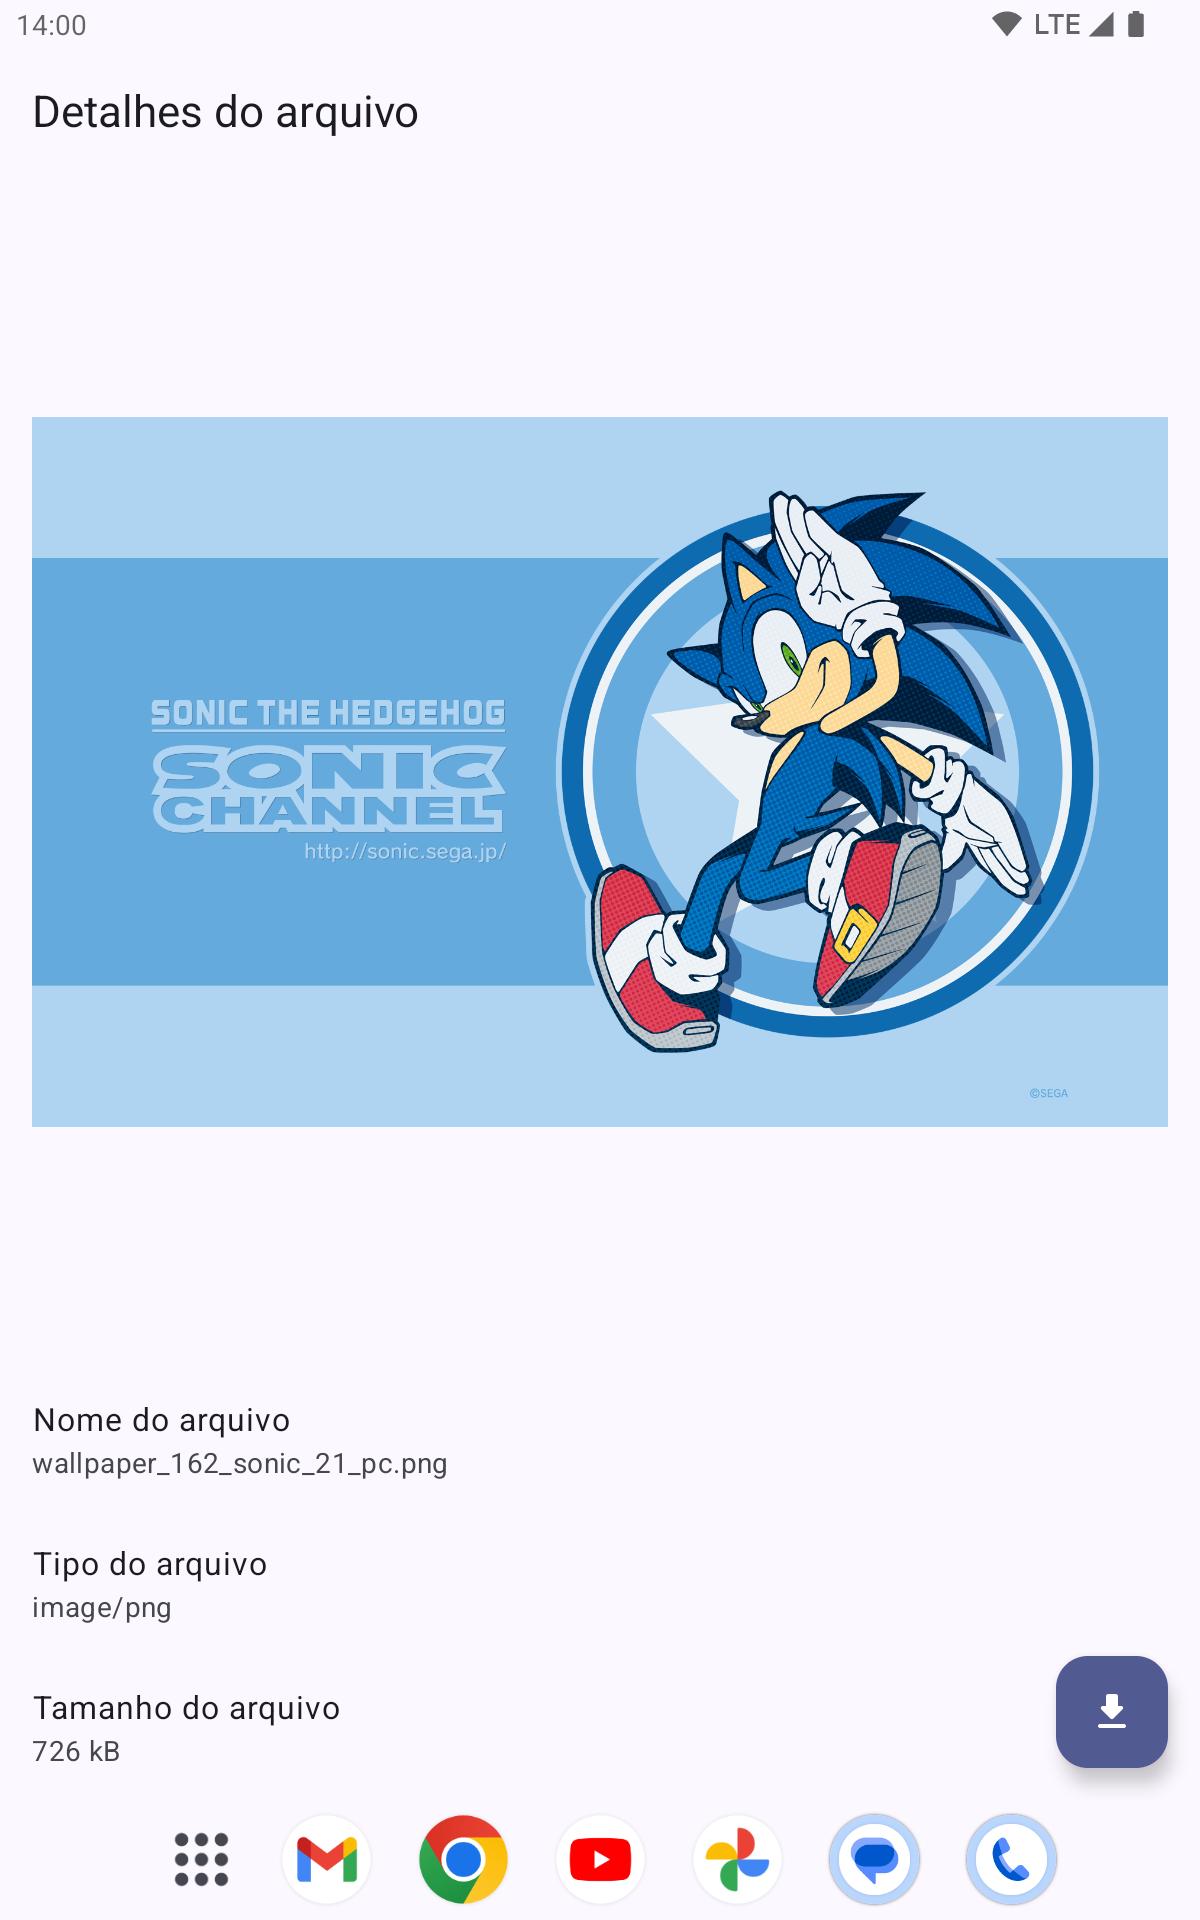 14:00
LTE
Detalhes do arquivo
SONIC THE HEDGEHOG
SONIC
CHANNEL
http://sonic.sega.jp/
©SEGA
Nome do arquivo
wallpaper_162_sonic_21_pc.png
Tipo do arquivo
image/png
Tamanho do arquivo
726 kB